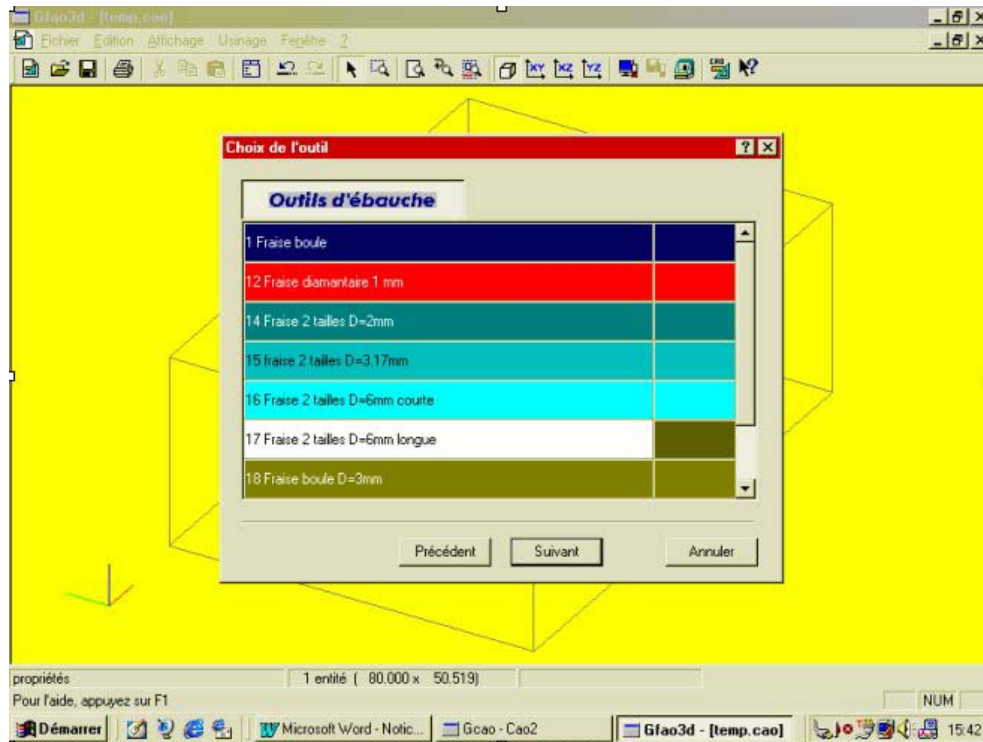 Gfao3d - [temp.cao]
Fichier Edition Affichage Usinage Fenêtre ?
XY XZ YZ
Choix de l'outil
Outils d'ébauche
1 Fraise boule
12 Fraise diamantaire 1 mm
14 Fraise 2 tailles D=2mm
15 fraise 2 tailles D=3.17mm
16 Fraise 2 tailles D=6mm courte
17 Fraise 2 tailles D=6mm longue
18 Fraise boule D=3mm
Précédent Suivant Annuler
propriétés 1 entité ( 80.000 x 50.519)
Pour l'aide, appuyez sur F1 NUM
Démarrer Microsoft Word - Notic... Gcao - Cao2 Gfao3d - [temp.cao] 15:42